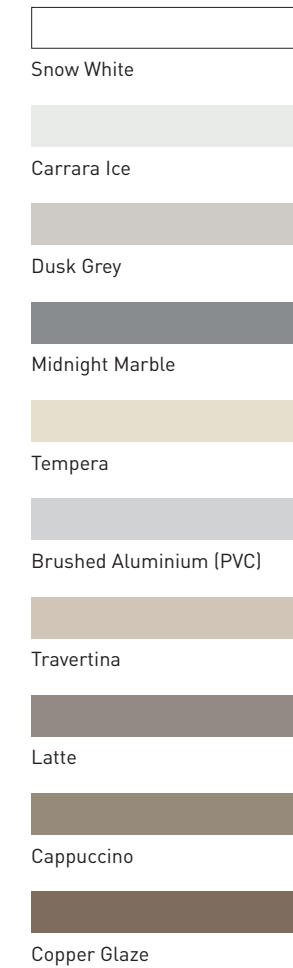 Snow White
Carrara Ice
Dusk Grey
Midnight Marble
Tempera
Brushed Aluminium (PVC)
Travertina
Latte
Cappuccino
Copper Glaze